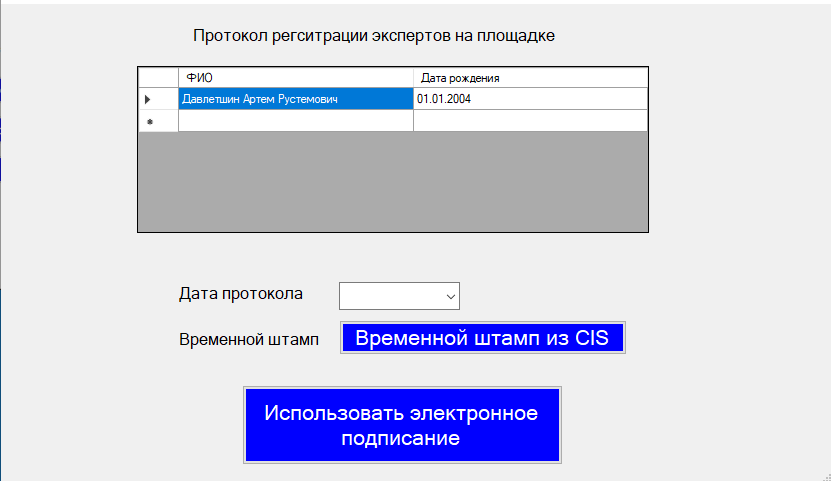 Протокол регситрации экспертов на площадке
ФИО Дата рождения
Давлетшин Артем Рустемович 01.01.2004
Дата протокола
Временной штамп Временной штамп из CIS
Использовать электронное
подписание